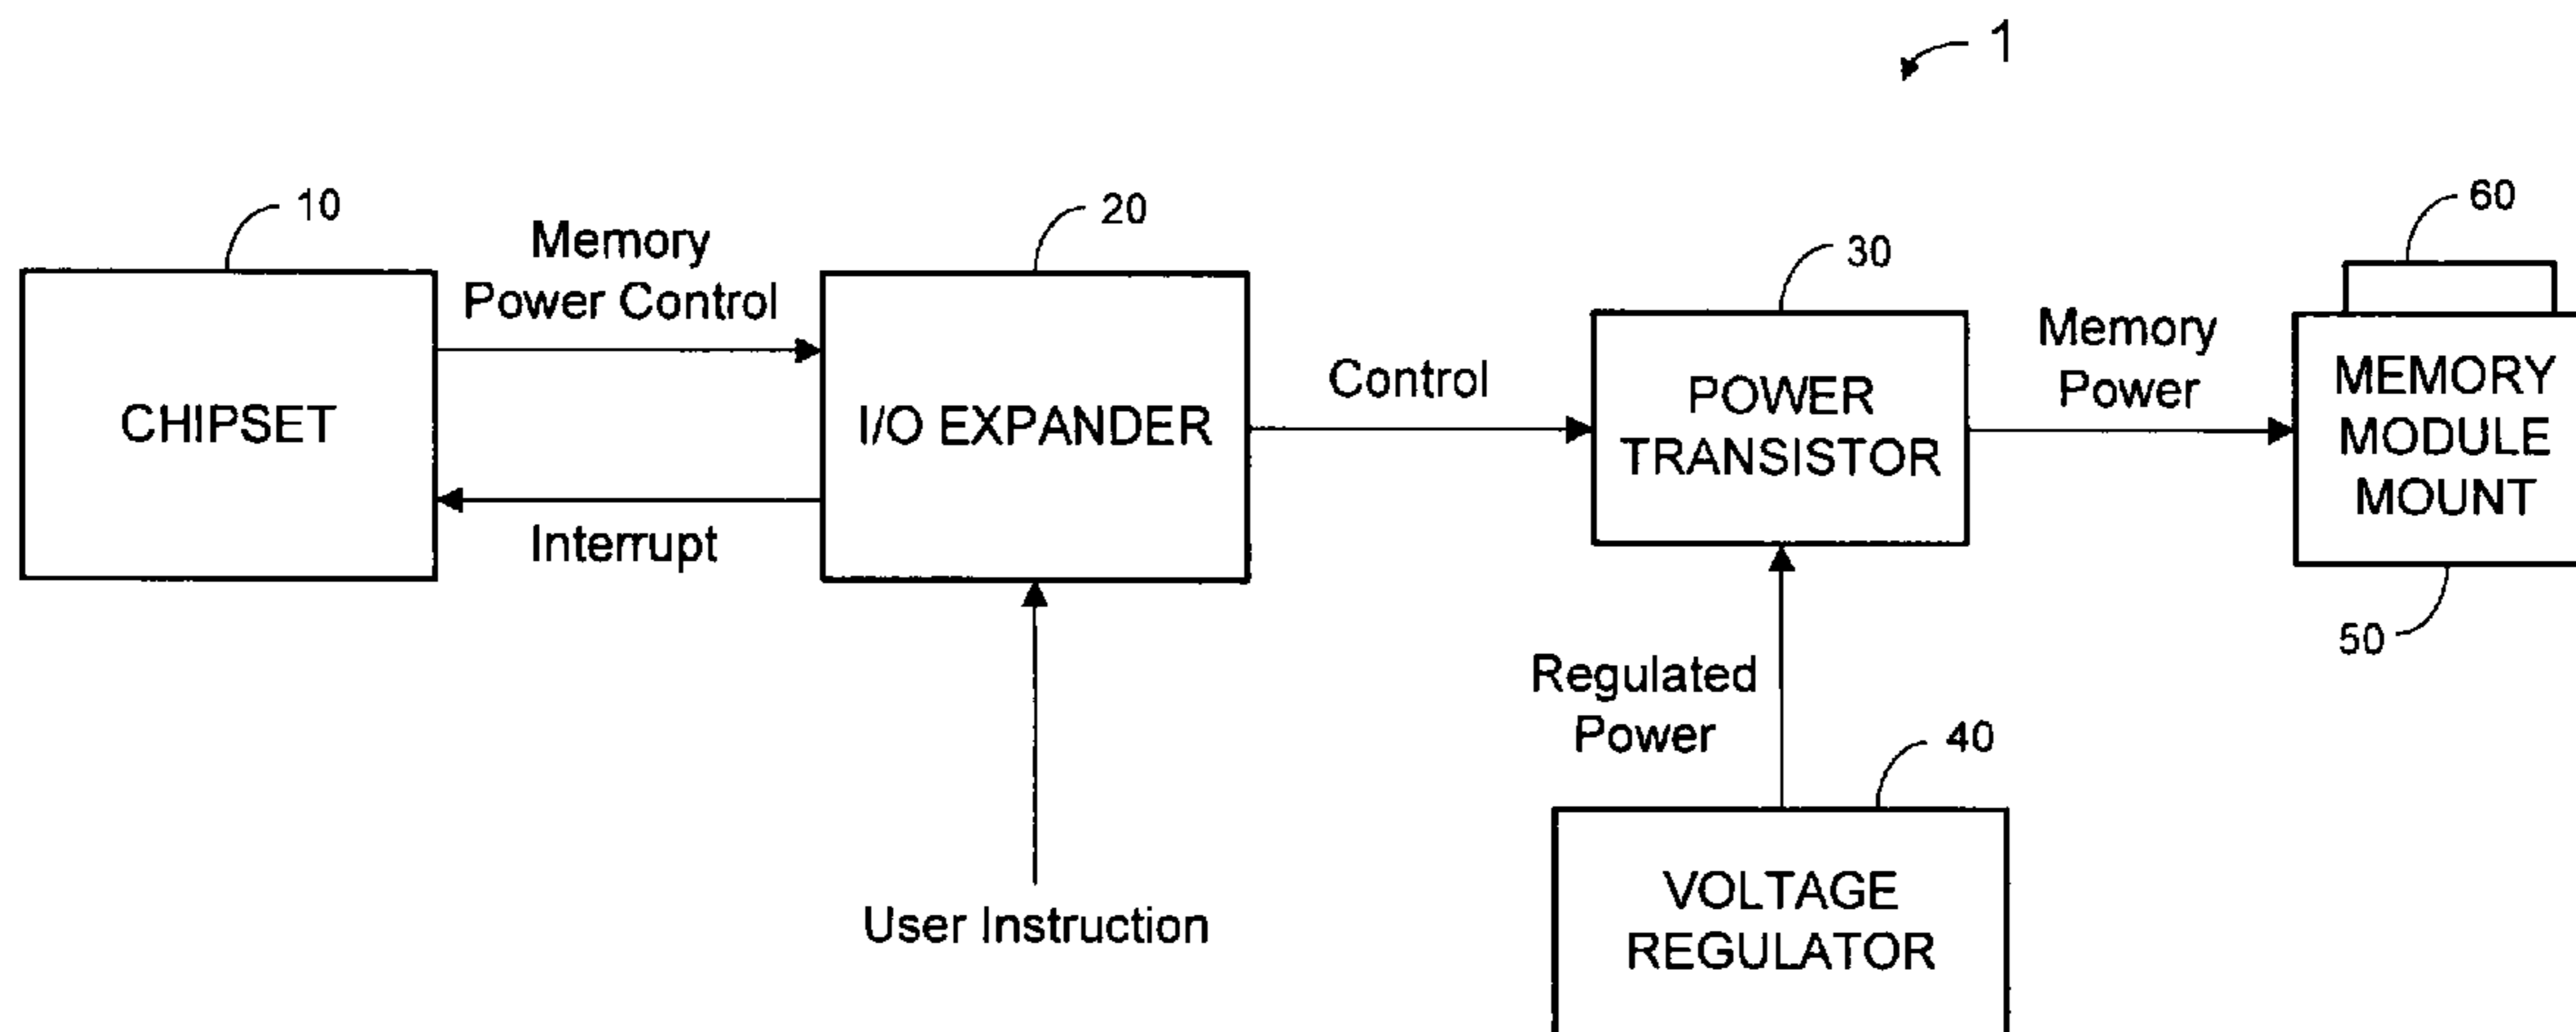 1
10
Memory
Power Control
CHIPSET
Interrupt
20
I/O EXPANDER
User Instruction
Control
30
POWER
TRANSISTOR
Regulated
Power
40
VOLTAGE
REGULATOR
Memory
Power
60
MEMORY
MODULE
MOUNT
50